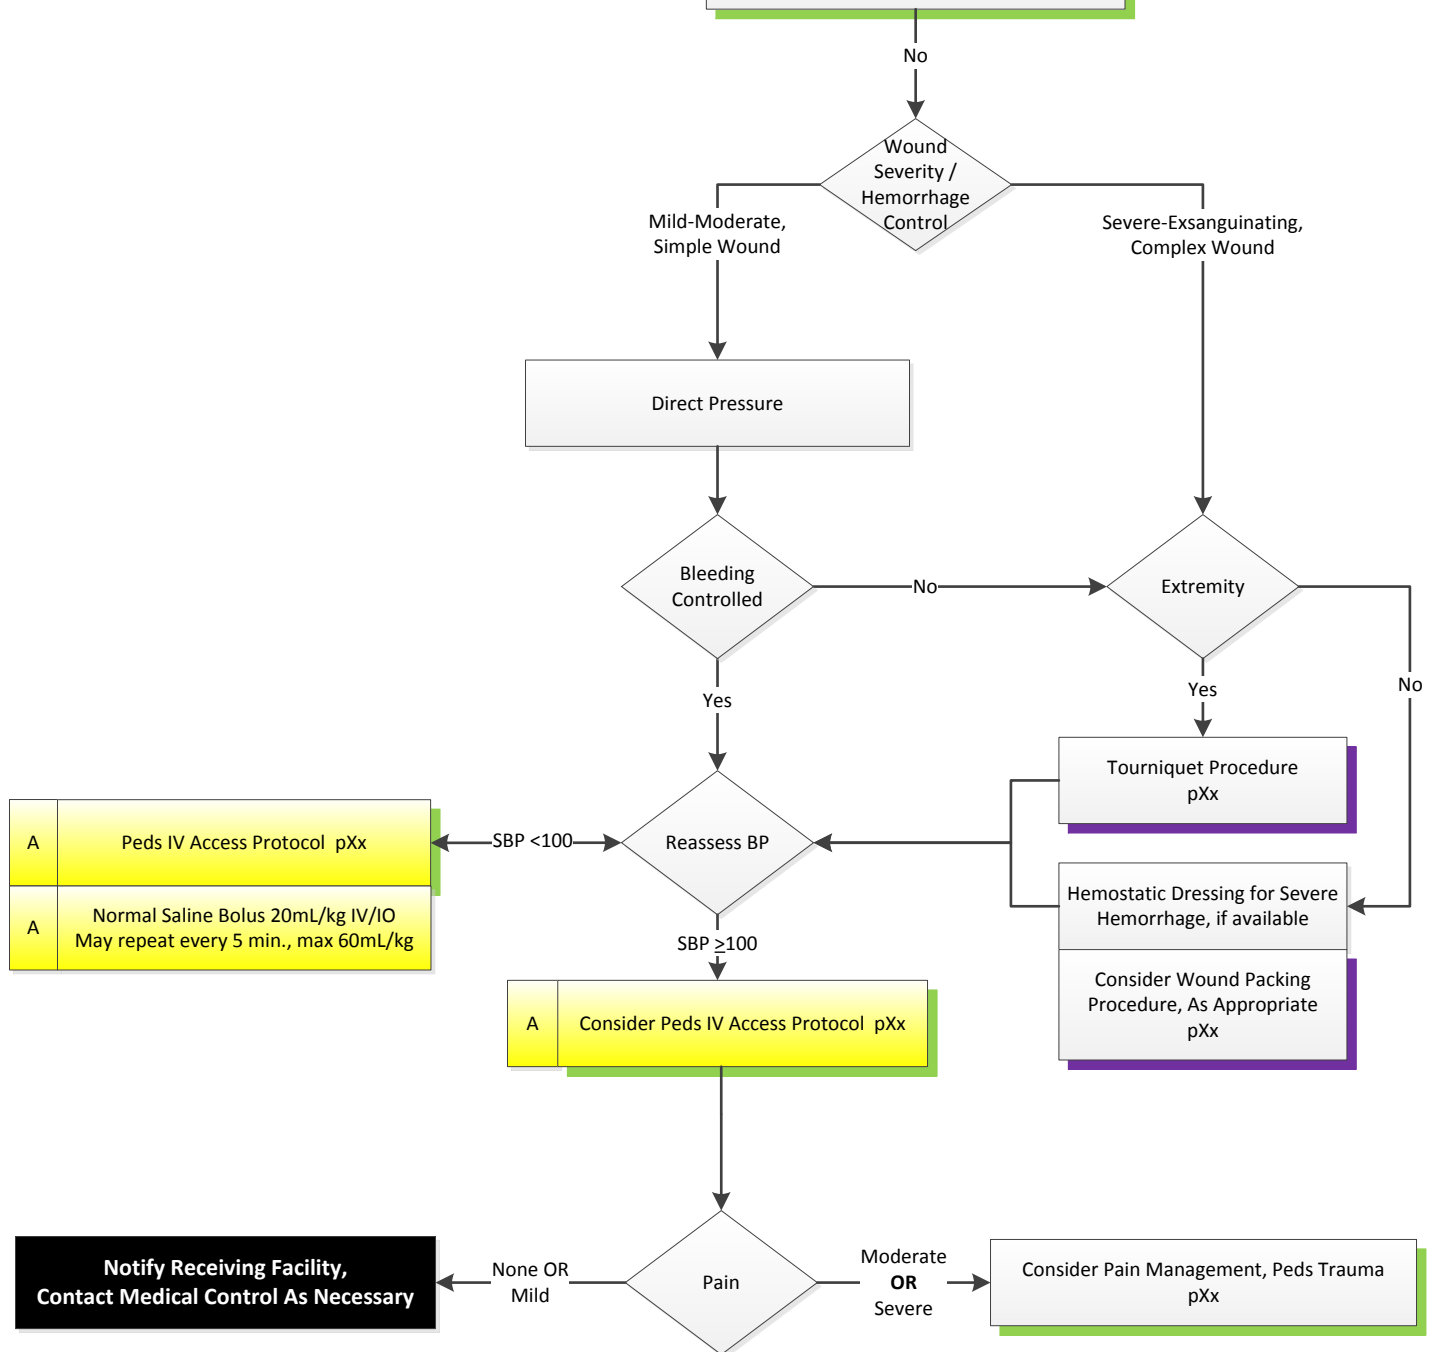 No
Wound
Severity /
Hemorrhage
Control
Mild-Moderate,
Simple Wound
Severe-Exsanguinating,
Complex Wound
Direct Pressure
Bleeding
Controlled
No
Extremity
Yes
Yes
No
Tourniquet Procedure
pXx
A
Peds IV Access Protocol pXx
SBP <100
Reassess BP
Hemostatic Dressing for Severe
Hemorrhage, if available
A
Normal Saline Bolus 20mL/kg IV/IO
May repeat every 5 min., max 60mL/kg
SBP ≥100
Consider Wound Packing
Procedure, As Appropriate
pXx
A
Consider Peds IV Access Protocol pXx
Notify Receiving Facility,
Contact Medical Control As Necessary
None OR
Mild
Pain
Moderate
OR
Severe
Consider Pain Management, Peds Trauma
pXx